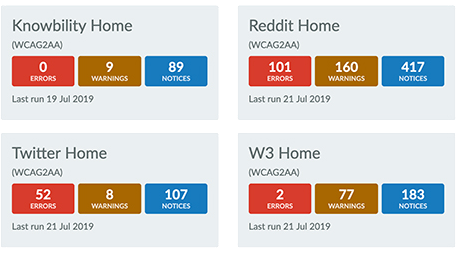 Knowbility Home
(WCAG2AA)
0 9 89
ERRORS WARNINGS NOTICES
Last run 19 Jul 2019
Reddit Home
(WCAG2AA)
101 160 417
ERRORS WARNINGS NOTICES
Last run 21 Jul 2019
Twitter Home
(WCAG2AA)
52 8 107
ERRORS WARNINGS NOTICES
Last run 21 Jul 2019
W3 Home
(WCAG2AA)
2 77 183
ERRORS WARNINGS NOTICES
Last run 21 Jul 2019